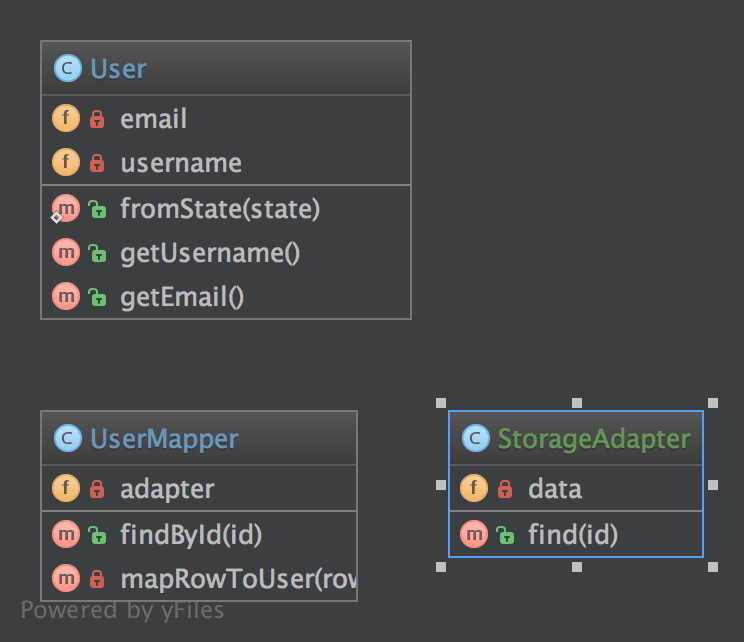 C User
f email
f username
m fromState(state)
m getUsername()
m getEmail()
C UserMapper
f adapter
m findById(id)
m mapRowToUser(row
C StorageAdapter
f data
m find(id)
Powered by yFiles